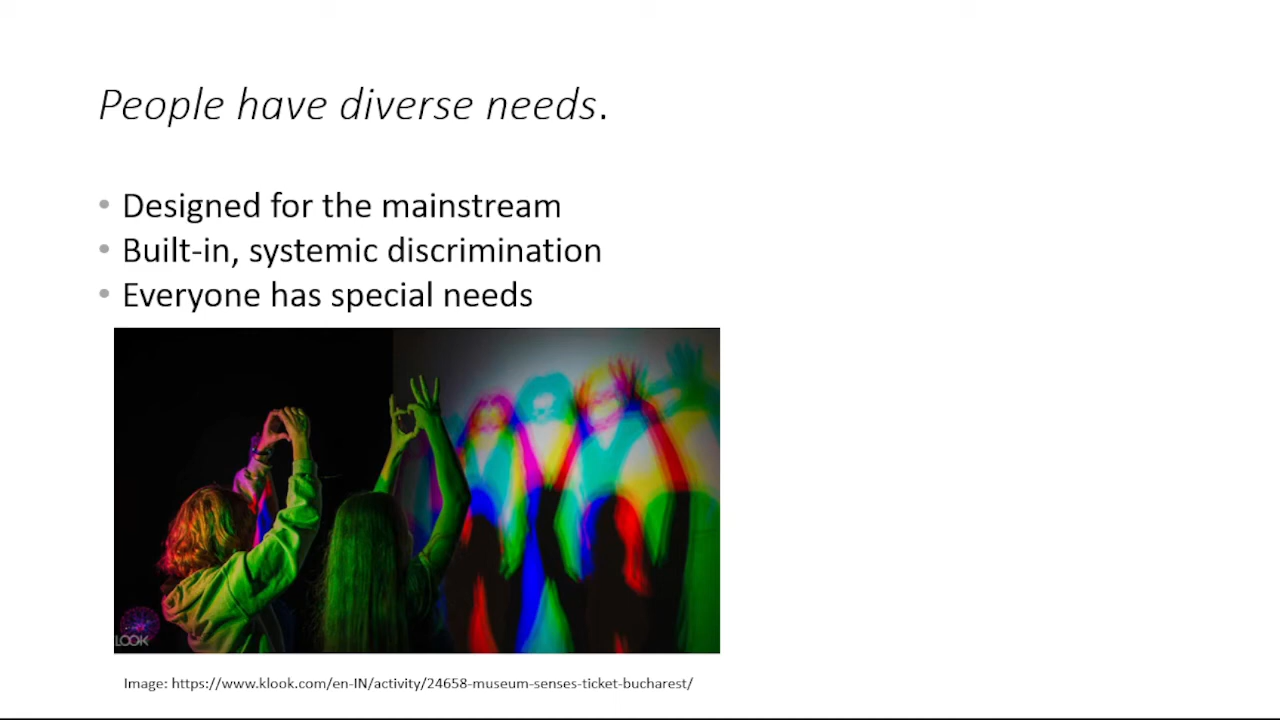 People have diverse needs.
• Designed for the mainstream
• Built-in, systemic discrimination
• Everyone has special needs
LOOK
Image: https://www.klook.com/en-IN/activity/24658-museum-senses-ticket-bucharest/